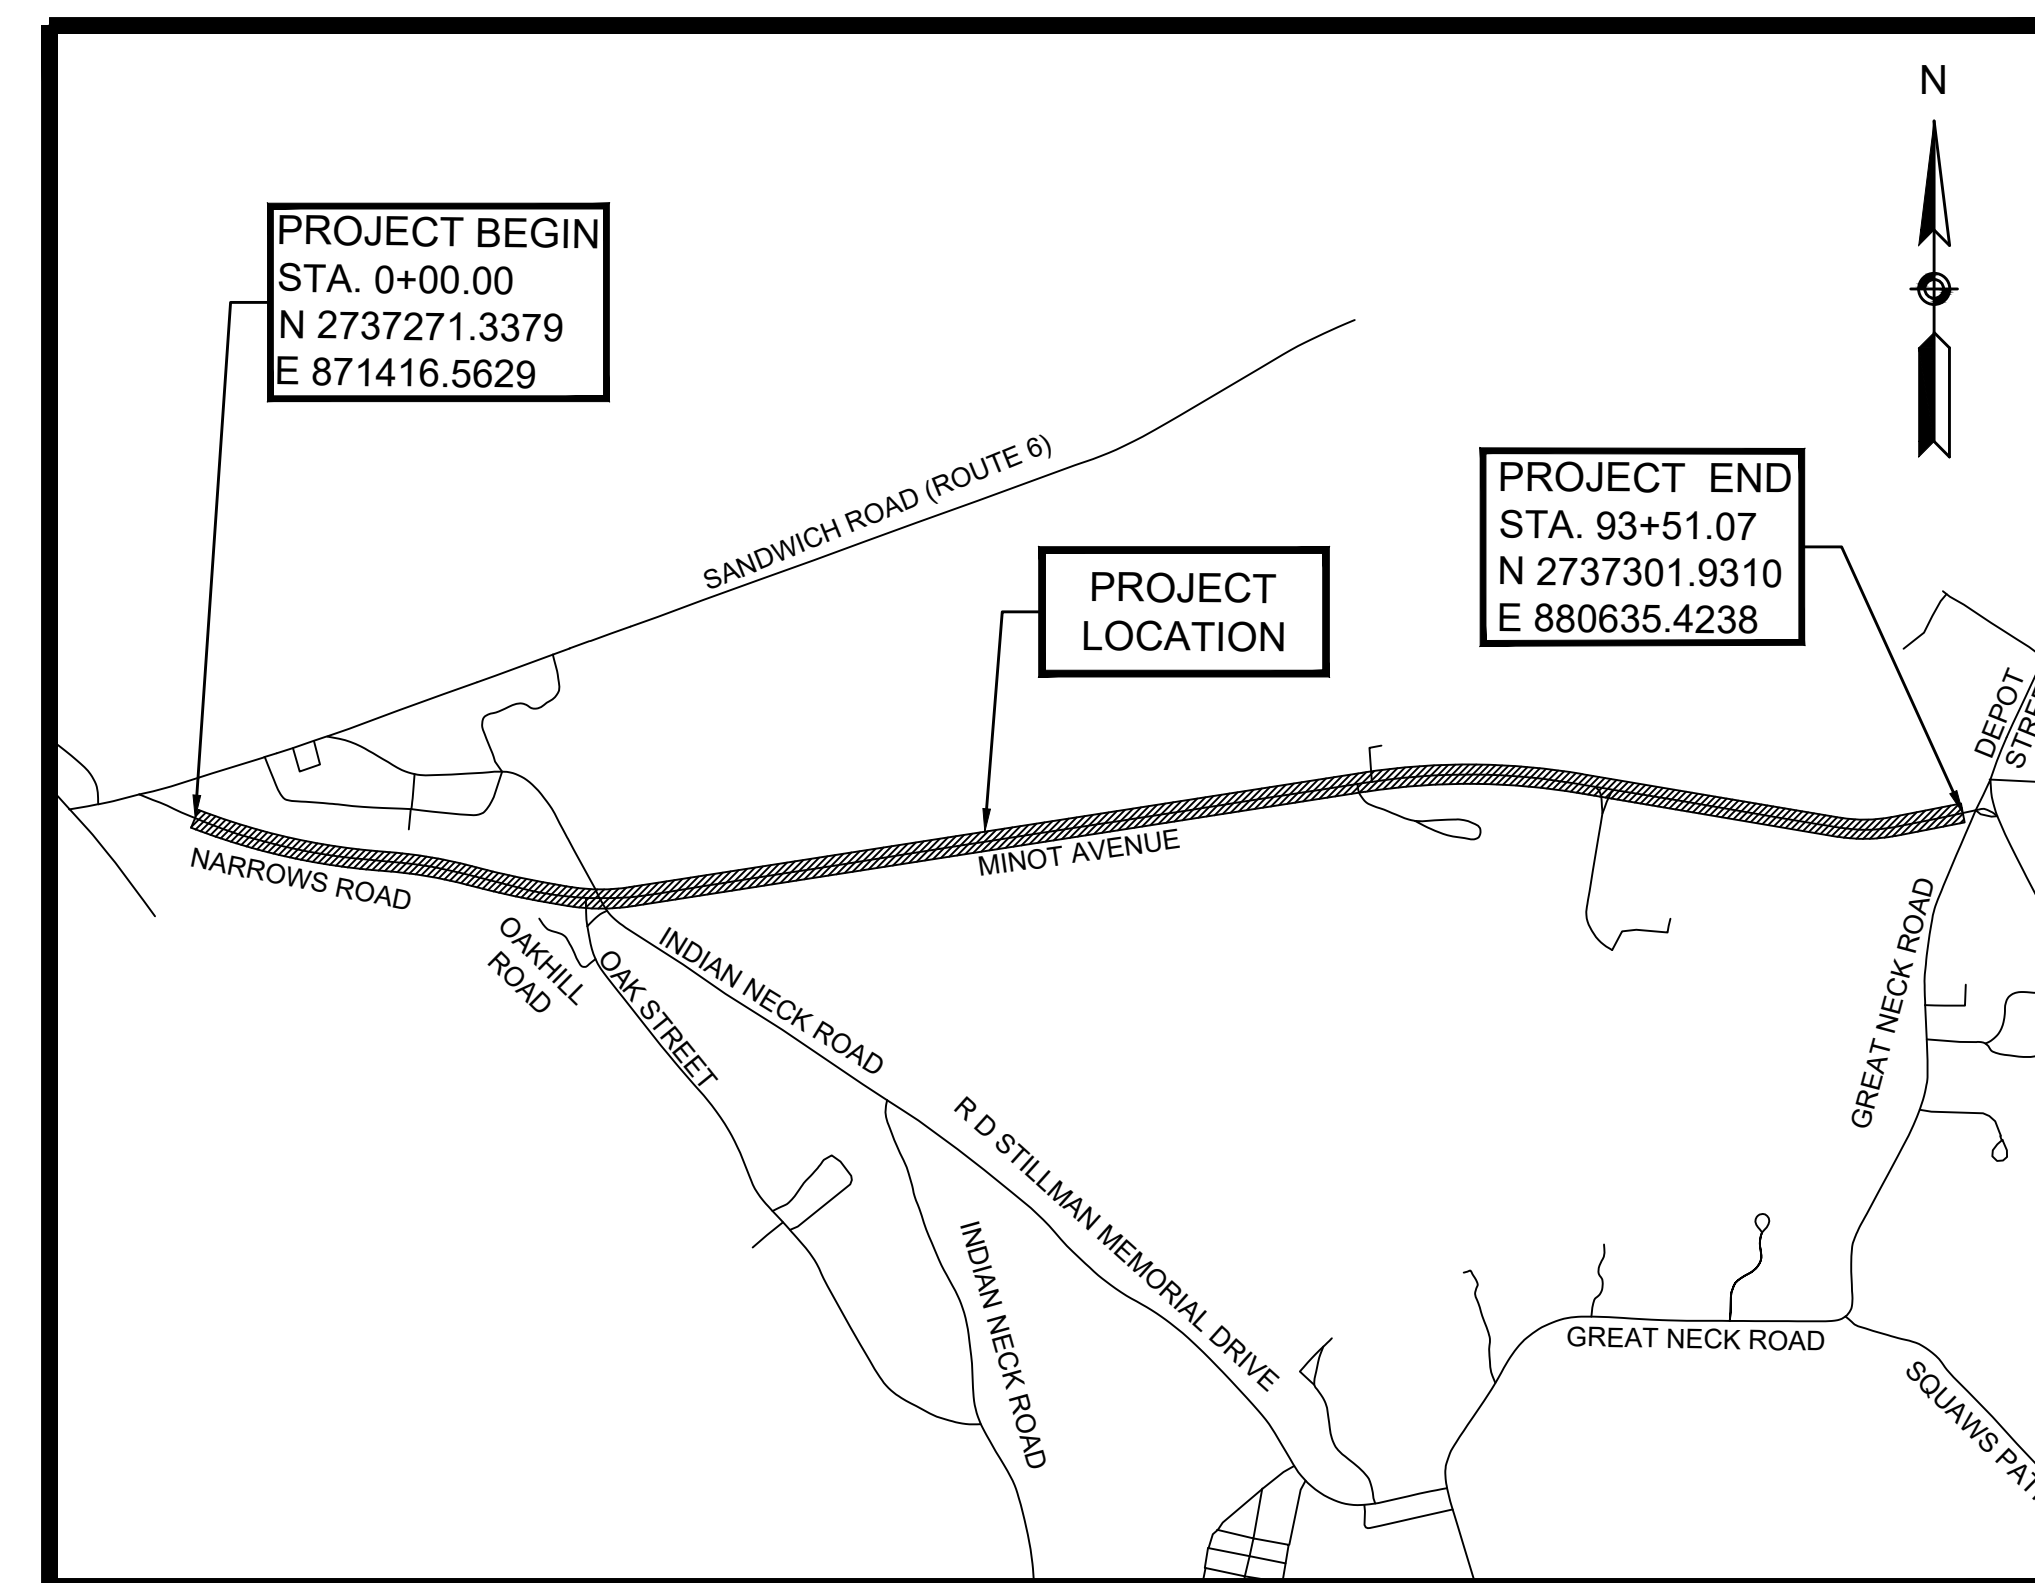 N
PROJECT BEGIN
STA. 0+00.00
N 2737271.3379
E 871416.5629
SANDWICH ROAD (ROUTE 6)
PROJECT END
STA. 93+51.07
N 2737301.9310
E 880635.4238
PROJECT
LOCATION
DEPOT
NARROWS ROAD
MINOT AVENUE
OAKHILL
ROAD
OAK STREET
INDIAN NECK ROAD
GREAT NECK ROAD
R D STILLMAN MEMORIAL DRIVE
INDIAN NECK ROAD
GREAT NECK ROAD
SQUAWS